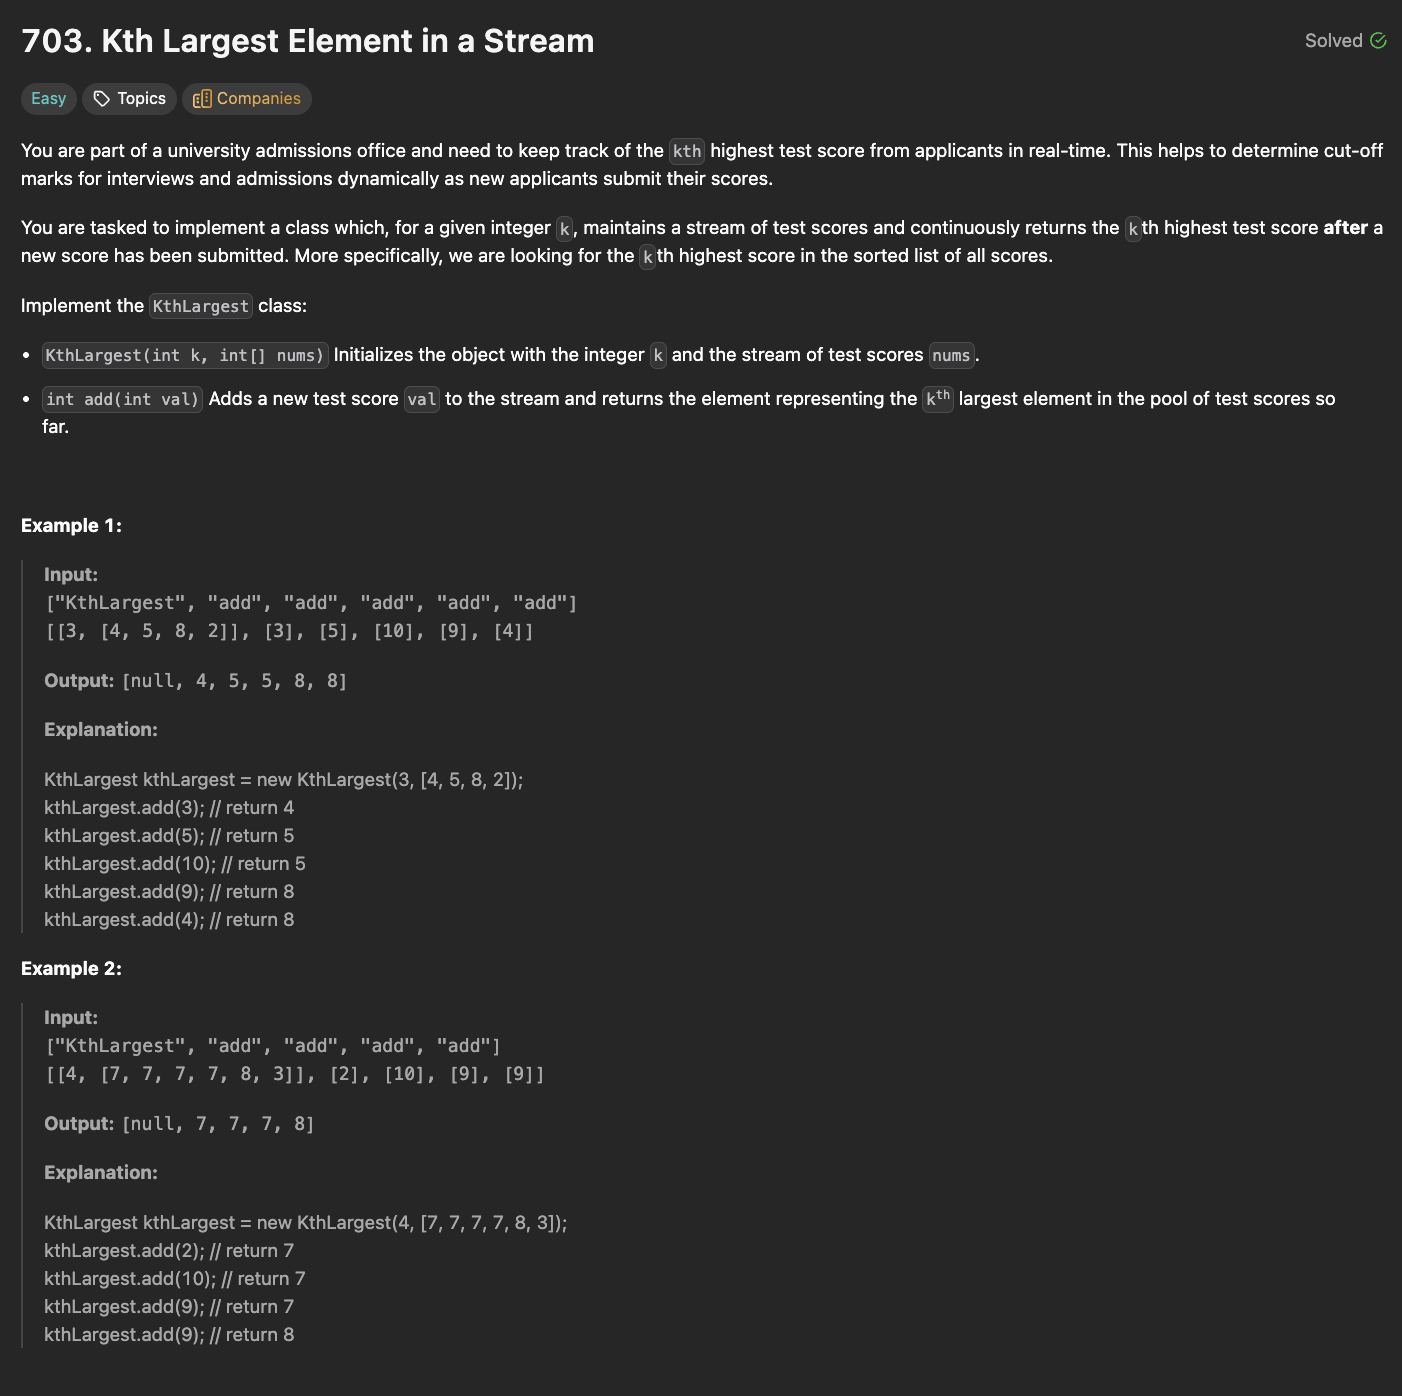 703. Kth Largest Element in a Stream
Solved
Easy
Topics
Companies
You are part of a university admissions office and need to keep track of the kth highest test score from applicants in real-time. This helps to determine cut-off
marks for interviews and admissions dynamically as new applicants submit their scores.
You are tasked to implement a class which, for a given integer k, maintains a stream of test scores and continuously returns the kth highest test score after a
new score has been submitted. More specifically, we are looking for the kth highest score in the sorted list of all scores.
Implement the KthLargest class:
• KthLargest(int k, int[] nums) Initializes the object with the integer k and the stream of test scores nums.
• int add(int val) Adds a new test score val to the stream and returns the element representing the kth largest element in the pool of test scores so
far.
Example 1:
Input:
["KthLargest", "add", "add", "add", "add", "add"]
[[3, [4, 5, 8, 2]], [3], [5], [10], [9], [4]]
Output: [null, 4, 5, 5, 8, 8]
Explanation:
KthLargest kthLargest = new KthLargest(3, [4, 5, 8, 2]);
kthLargest.add(3); // return 4
kthLargest.add(5); // return 5
kthLargest.add(10); // return 5
kthLargest.add(9); // return 8
kthLargest.add(4); // return 8
Example 2:
Input:
["KthLargest", "add", "add", "add", "add"]
[[4, [7, 7, 7, 7, 8, 3]], [2], [10], [9], [9]]
Output: [null, 7, 7, 7, 8]
Explanation:
KthLargest kthLargest = new KthLargest(4, [7, 7, 7, 7, 8, 3]);
kthLargest.add(2); // return 7
kthLargest.add(10); // return 7
kthLargest.add(9); // return 7
kthLargest.add(9); // return 8